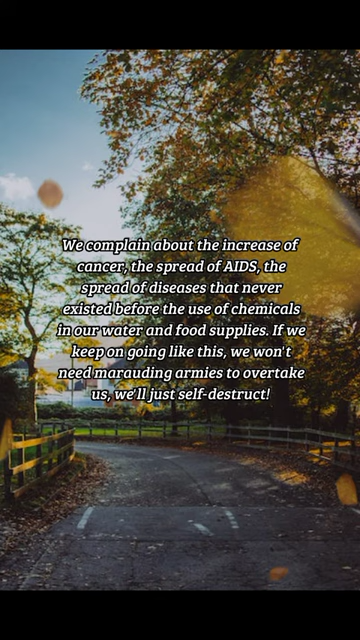 We complain about the increase of
cancer, the spread of AIDS, the
spread of diseases that never
existed before the use of chemicals
in our water and food supplies. If we
keep on going like this, we won't
need marauding armies to overtake
us, we'll just self-destruct!